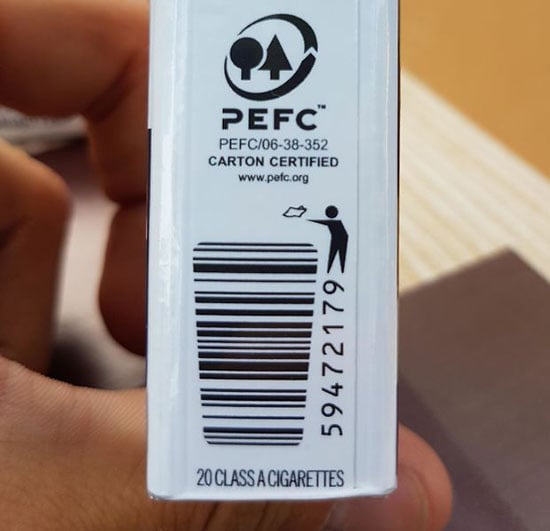 PEFC™
PEFC/06-38-352
CARTON CERTIFIED
www.pefc.org
59472179
20 CLASS A CIGARETTES